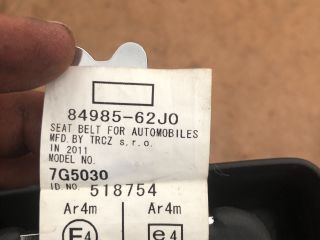 84985-62J0
SEAT BELT FOR AUTOMOBILES
MFD. BY TRCZ s.r.o.
IN 2011
MODEL NO.
7G5030
ID NO. 518754
Ar4m Ar4m
E4 e4